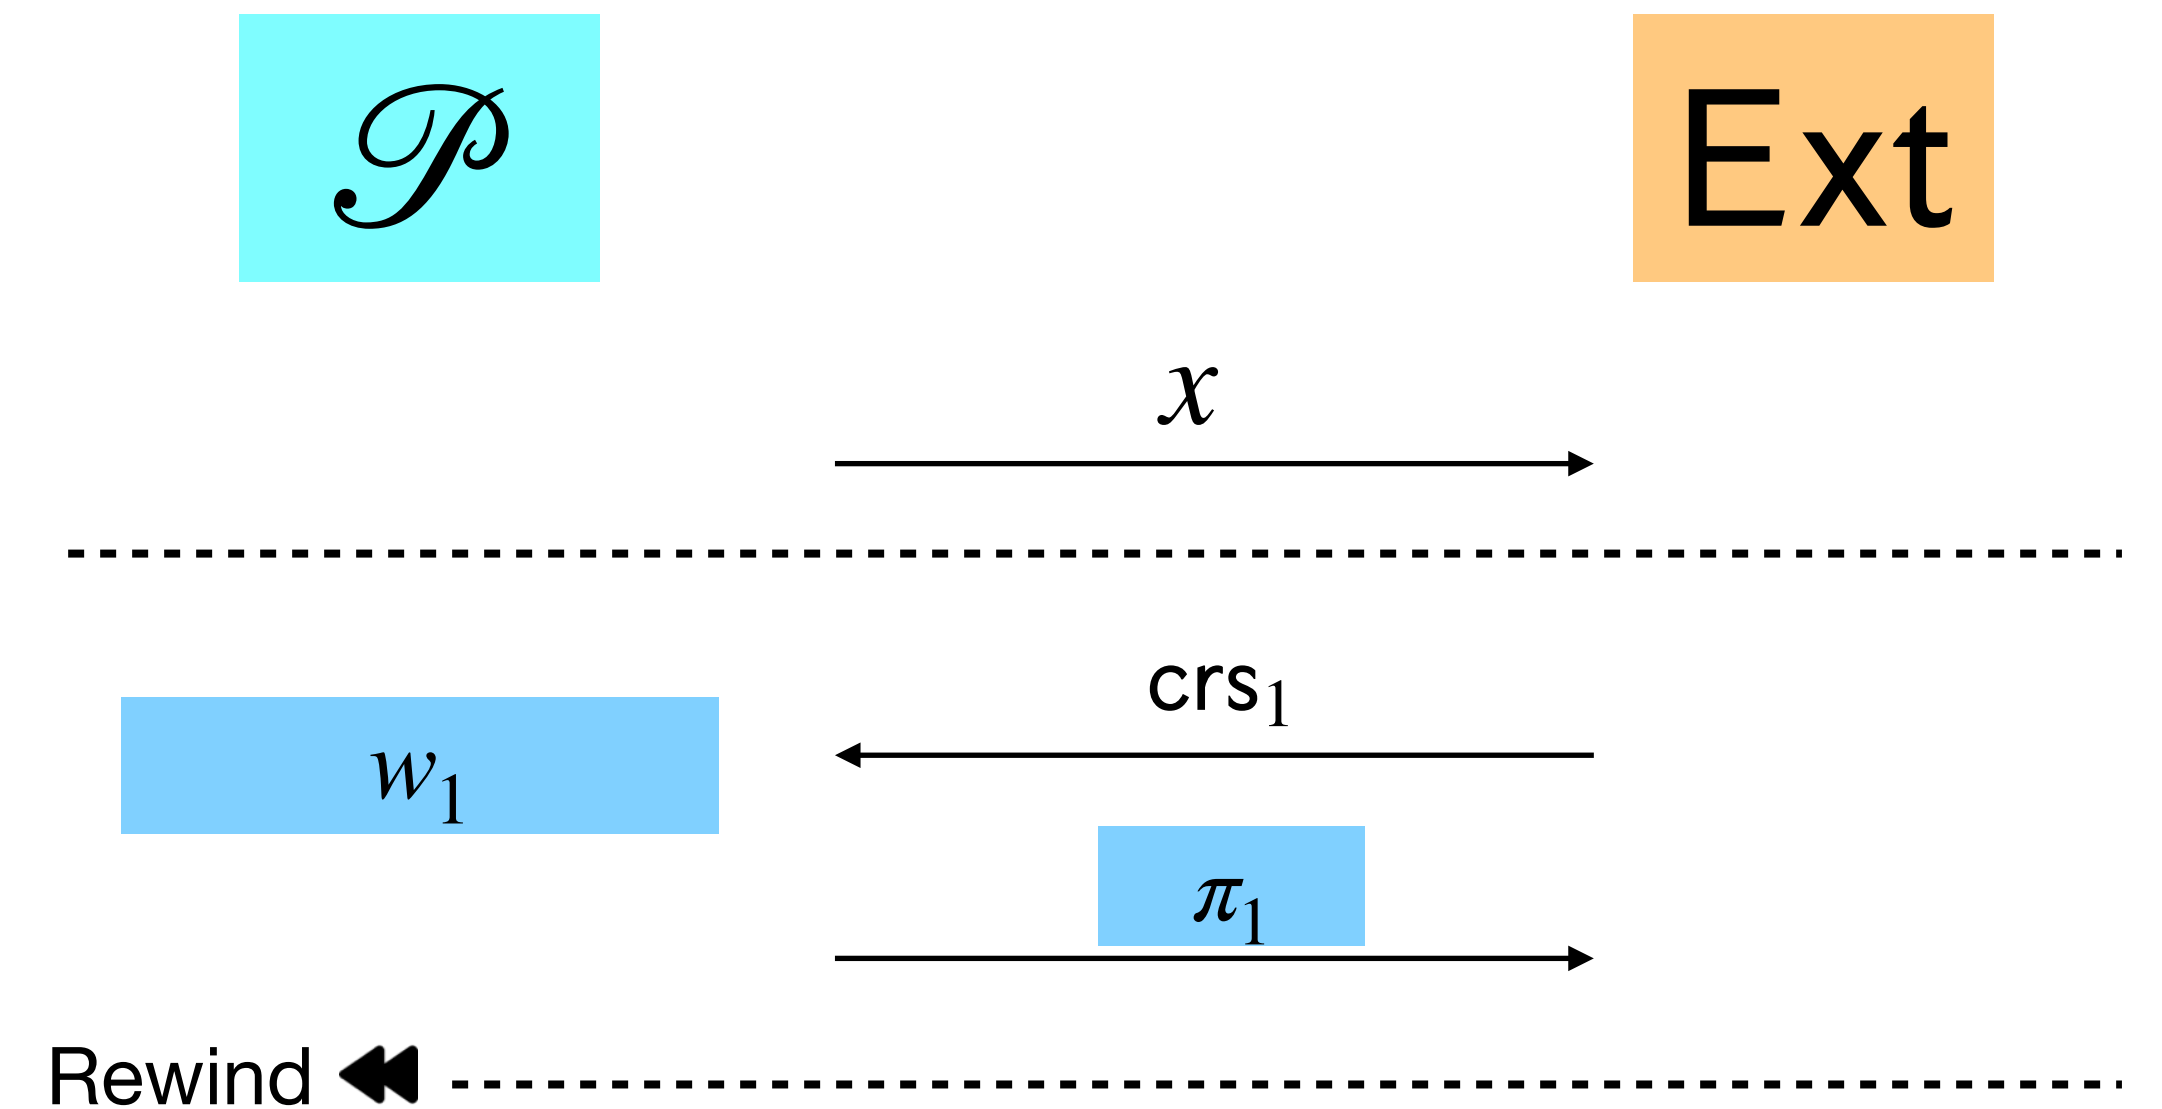 𝒫 Ext
x
crs₁
w₁
π₁
Rewind